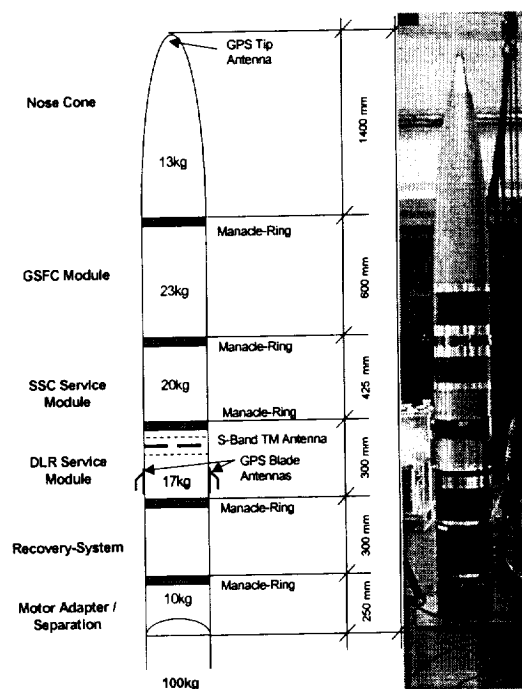 GPS Tip
Antenna
Nose Cone
1400 mm
13kg
Manacle-Ring
GSFC Module
23kg
600 mm
Manacle-Ring
SSC Service
Module
20kg
425 mm
Manacle-Ring
S-Band TM Antenna
DLR Service
Module
GPS Blade
Antennas
17kg
300 mm
Manacle-Ring
Recovery-System
300 mm
Manacle-Ring
Motor Adapter /
Separation
10kg
250 mm
100kg